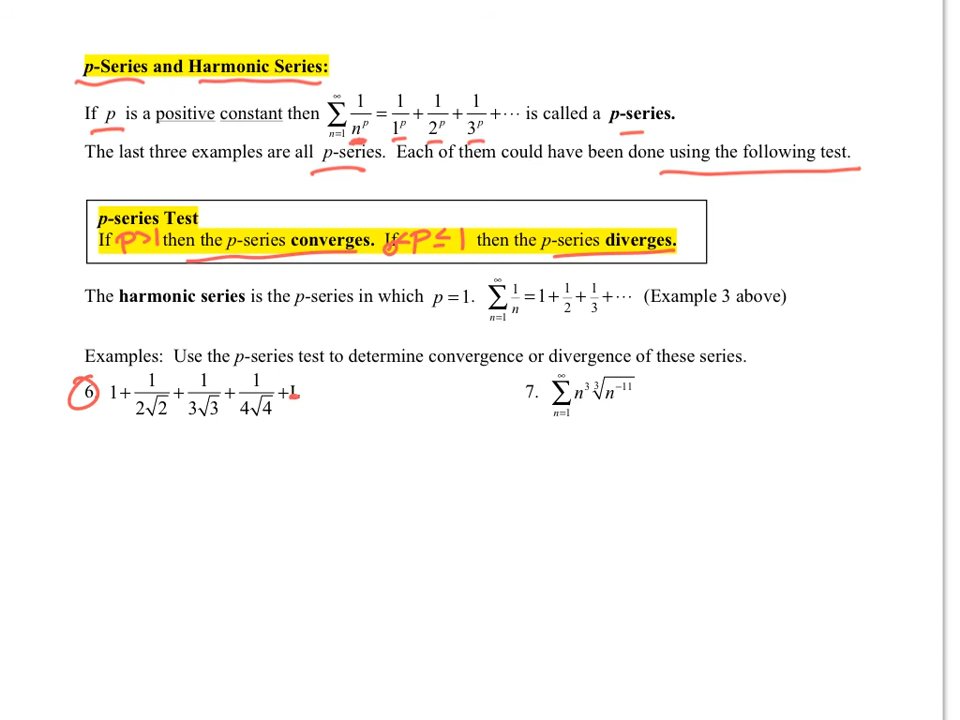 p-Series and Harmonic Series:
If p is a positive constant then ∑_{n=1}^{∞} 1/n^p = 1/1^p + 1/2^p + 1/3^p + ⋯ is called a p-series.
The last three examples are all p-series. Each of them could have been done using the following test.
p-series Test
If p>1 then the p-series converges. If 0<p≤1 then the p-series diverges.
The harmonic series is the p-series in which p = 1. ∑_{n=1}^{∞} 1/n = 1 + 1/2 + 1/3 + ⋯ (Example 3 above)
Examples: Use the p-series test to determine convergence or divergence of these series.
6 1 + 1/(2√2) + 1/(3√3) + 1/(4√4) + L
7. ∑_{n=1}^{∞} n^3 ∛(n^{-11})